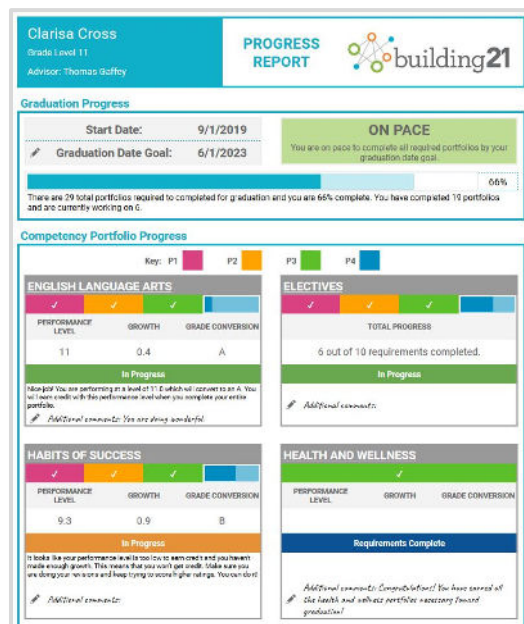 Clarisa Cross
Grade Level 11
Advisor: Thomas Gaffey
PROGRESS
REPORT
building21
Graduation Progress
Start Date: 9/1/2019
Graduation Date Goal: 6/1/2023
ON PACE
You are on pace to complete all required portfolios by your
graduation date goal.
66%
There are 29 total portfolios required to completed for graduation and you are 66% complete. You have completed 19 portfolios
and are currently working on 6.
Competency Portfolio Progress
Key: P1 P2 P3 P4
ENGLISH LANGUAGE ARTS
PERFORMANCE
LEVEL GROWTH GRADE CONVERSION
11 0.4 A
In Progress
Nice job! You are performing at a level of 11.0 which will convert to an A. You
will earn credit with this performance level when you complete your entire
portfolio.
Additional comments: You are doing wonderful.
ELECTIVES
TOTAL PROGRESS
6 out of 10 requirements completed.
In Progress
Additional comments:
HABITS OF SUCCESS
PERFORMANCE
LEVEL GROWTH GRADE CONVERSION
9.3 0.9 B
In Progress
It looks like your performance level is too low to earn credit and you haven't
made enough growth. This means that you won't get credit. Make sure you
are doing your revisions and keep trying to score higher ratings. You can do it!
Additional comments:
HEALTH AND WELLNESS
PERFORMANCE
LEVEL GROWTH GRADE CONVERSION
Requirements Complete
Additional comments: Congratulations! You have earned all
the health and wellness portfolios necessary toward
graduation!